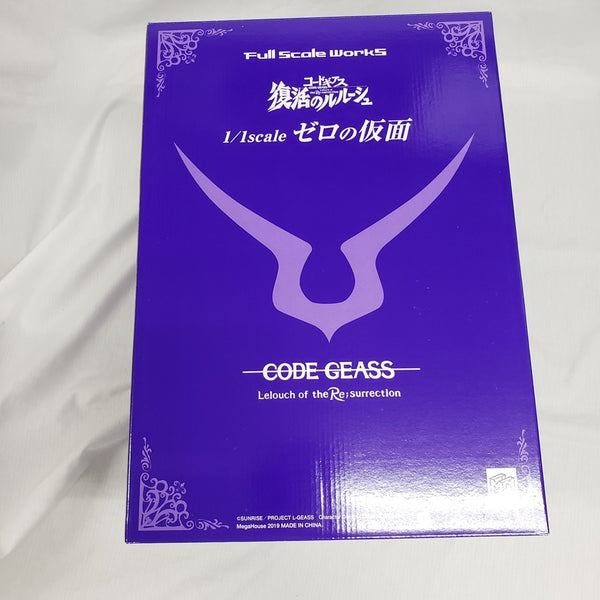 Full Scale WorkS
コードギアス
復活のルルーシュ
1/1scale ゼロの仮面
CODE GEASS
Lelouch of the Re;surrection
©SUNRISE／PROJECT L-GEASS Character
MegaHouse 2019 MADE IN CHINA